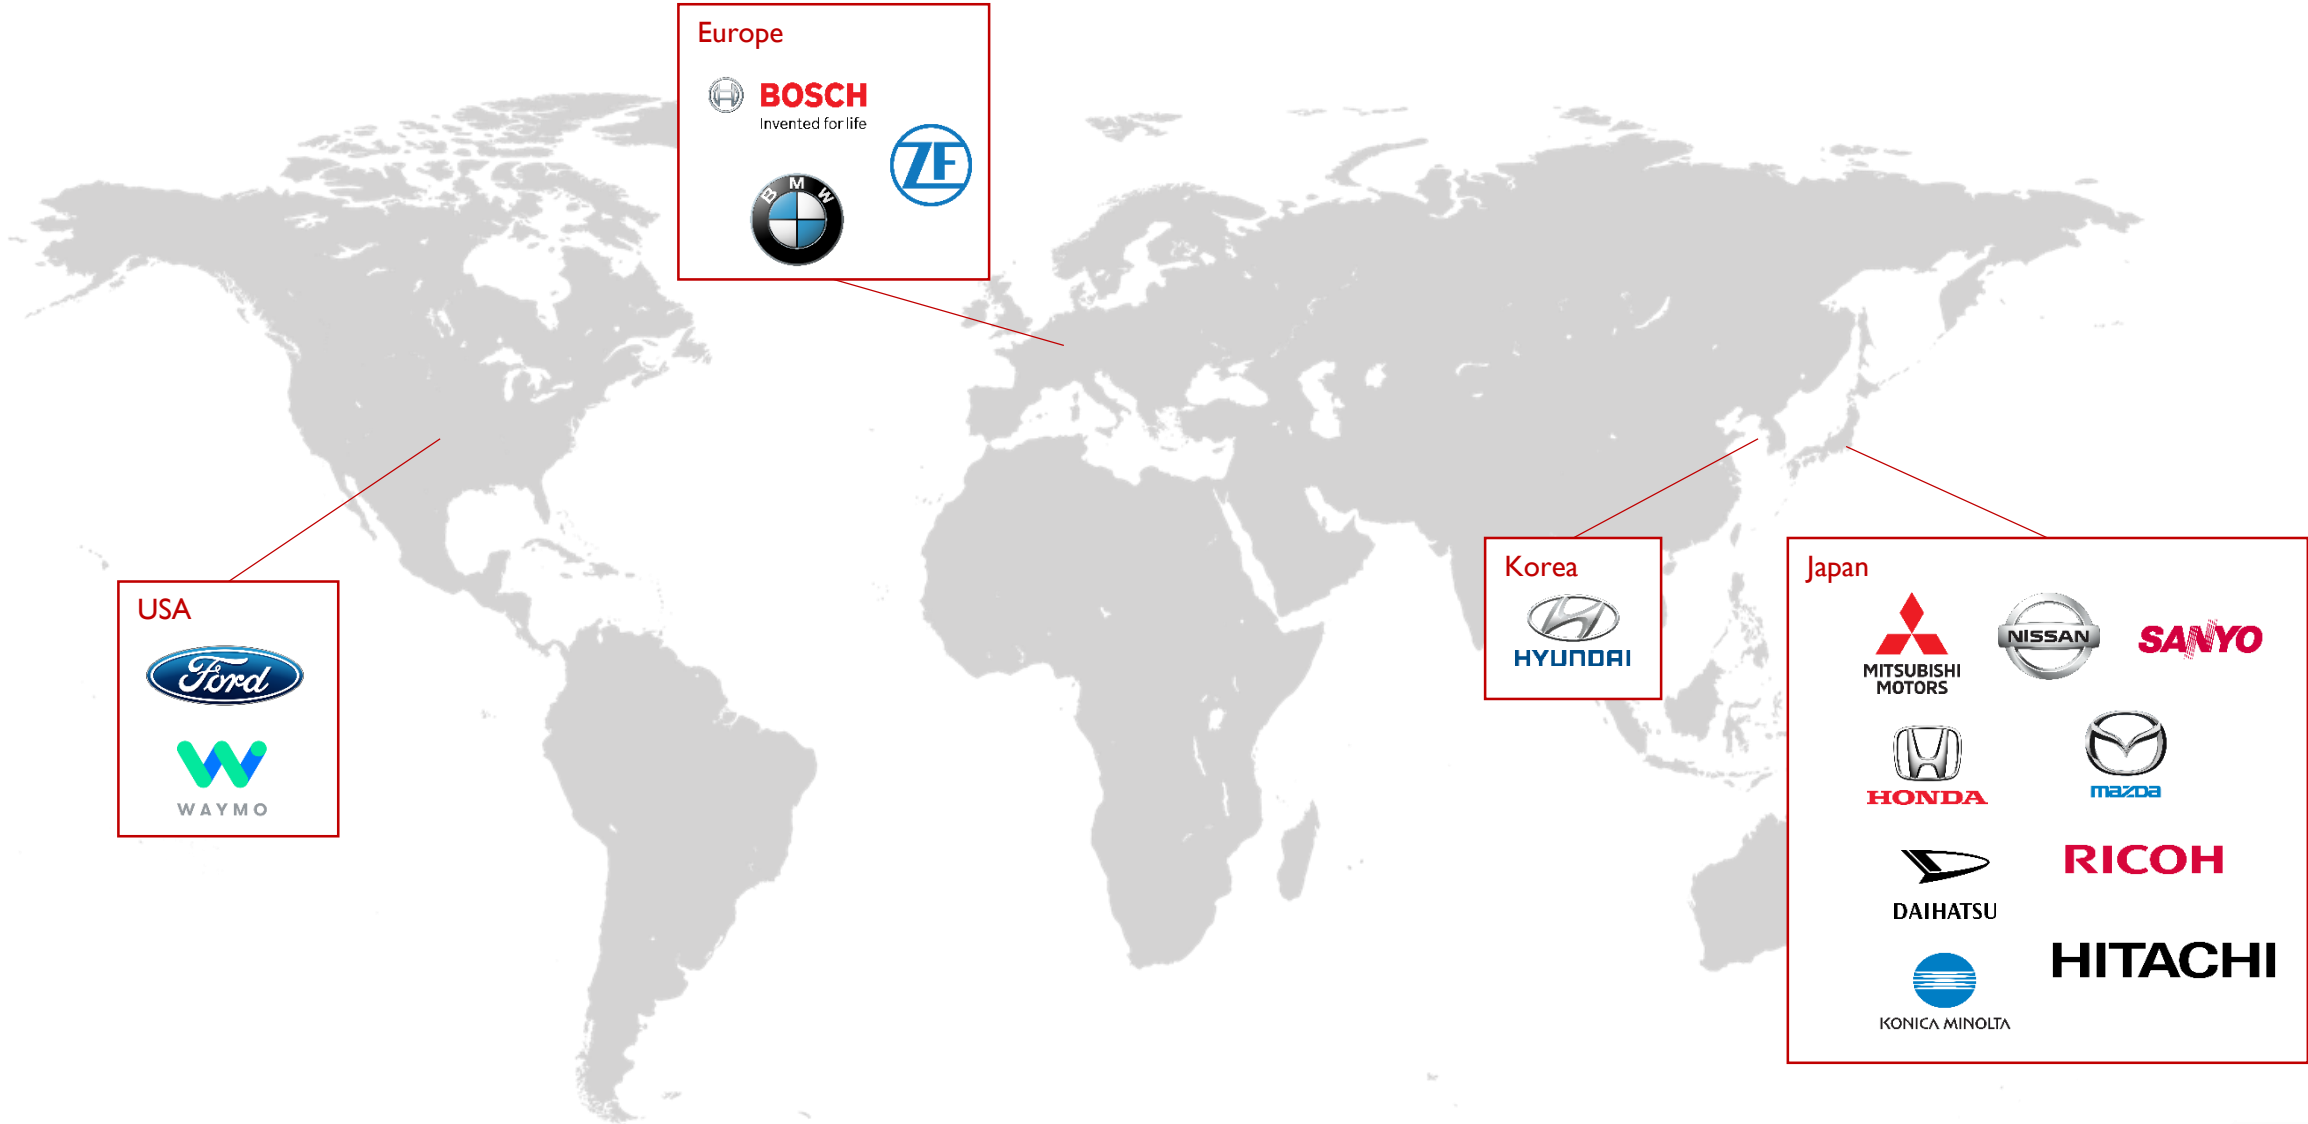 Europe
BOSCH
Invented for life
ZF
BMW
USA
Ford
WAYMO
Korea
HYUNDAI
Japan
MITSUBISHI
MOTORS
NISSAN
SANYO
HONDA
mazda
DAIHATSU
RICOH
KONICA MINOLTA
HITACHI